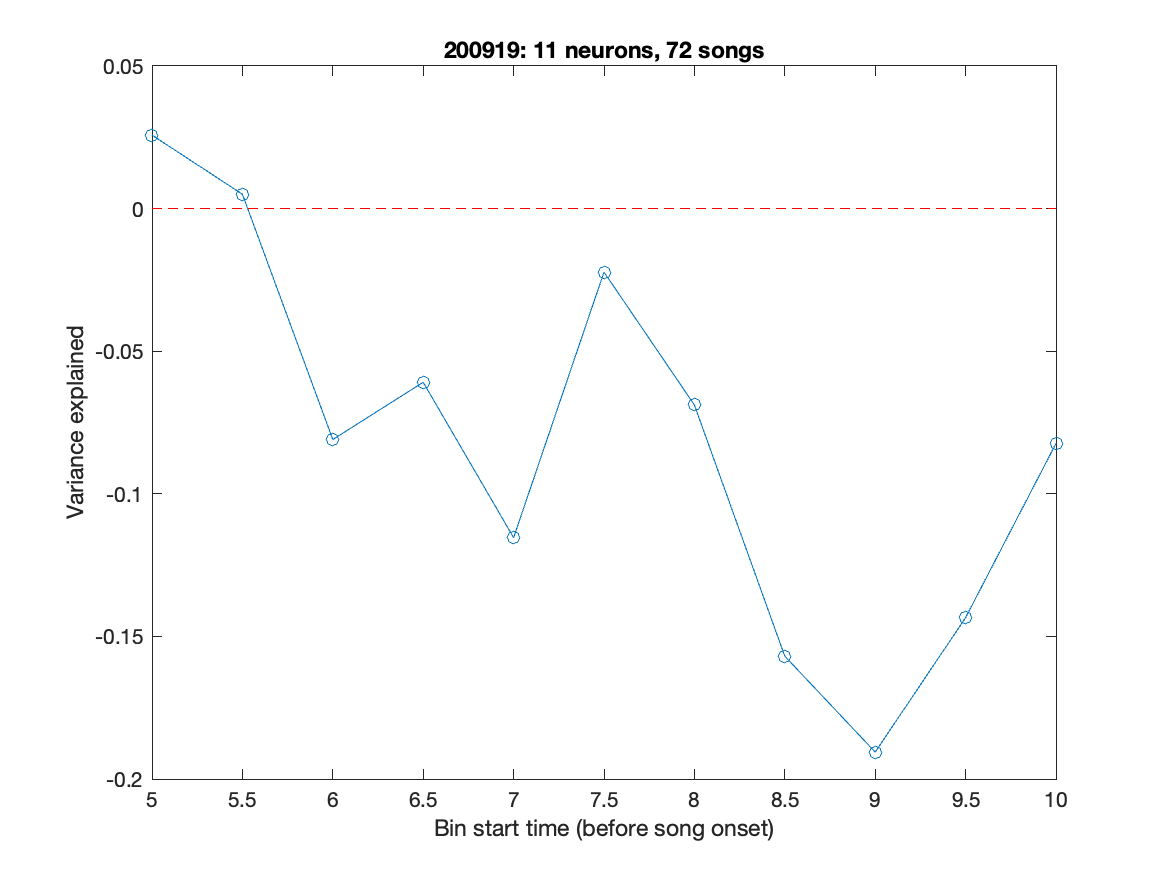 200919: 11 neurons, 72 songs
0.05
0
-0.05
-0.1
-0.15
-0.2
Variance explained
5 5.5 6 6.5 7 7.5 8 8.5 9 9.5 10
Bin start time (before song onset)